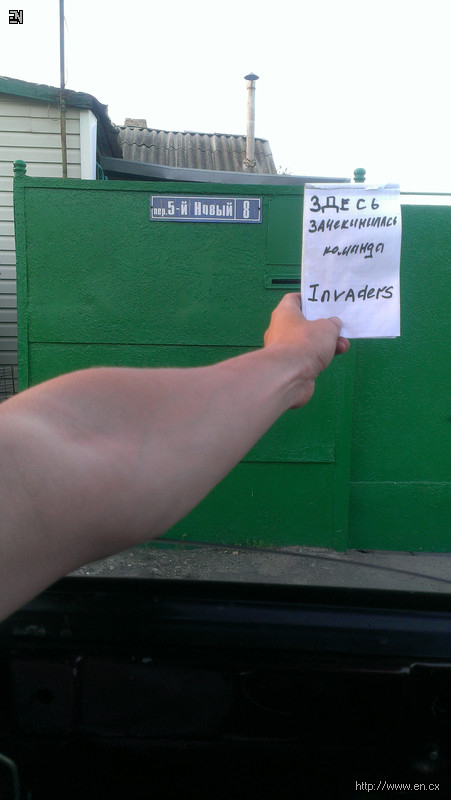 EN
пер. 5-й Новый 8
ЗДЕСЬ
ЗАЧЕКИНИЛАСЬ
команда
Invaders
http://www.en.cx